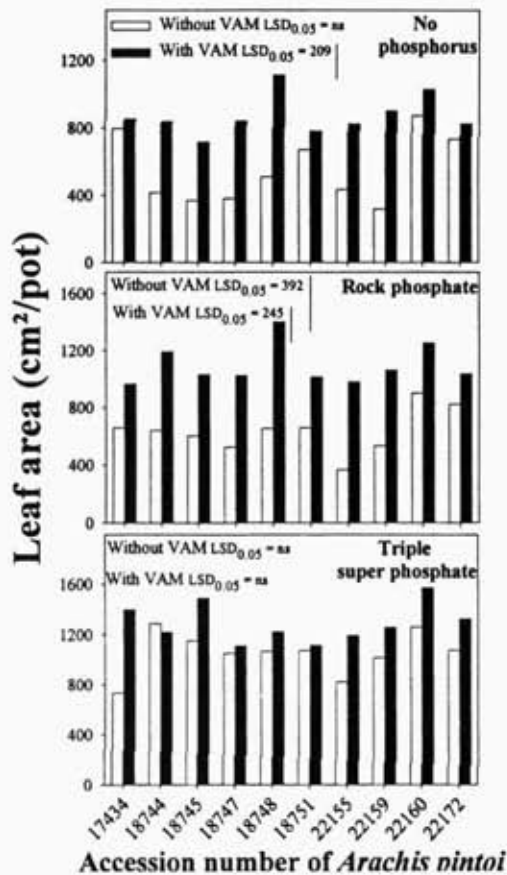 Without VAM LSD0.05 = na
With VAM LSD0.05 = 209
No
phosphorus
1200
800
400
0
Without VAM LSD0.05 = 392
With VAM LSD0.05 = 245
Rock phosphate
1600
1200
800
400
0
Without VAM LSD0.05 = na
With VAM LSD0.05 = na
Triple
super phosphate
1600
1200
800
400
0
Leaf area (cm²/pot)
17434
18744
18745
18747
18748
18751
22155
22159
22160
22172
Accession number of Arachis pintoi